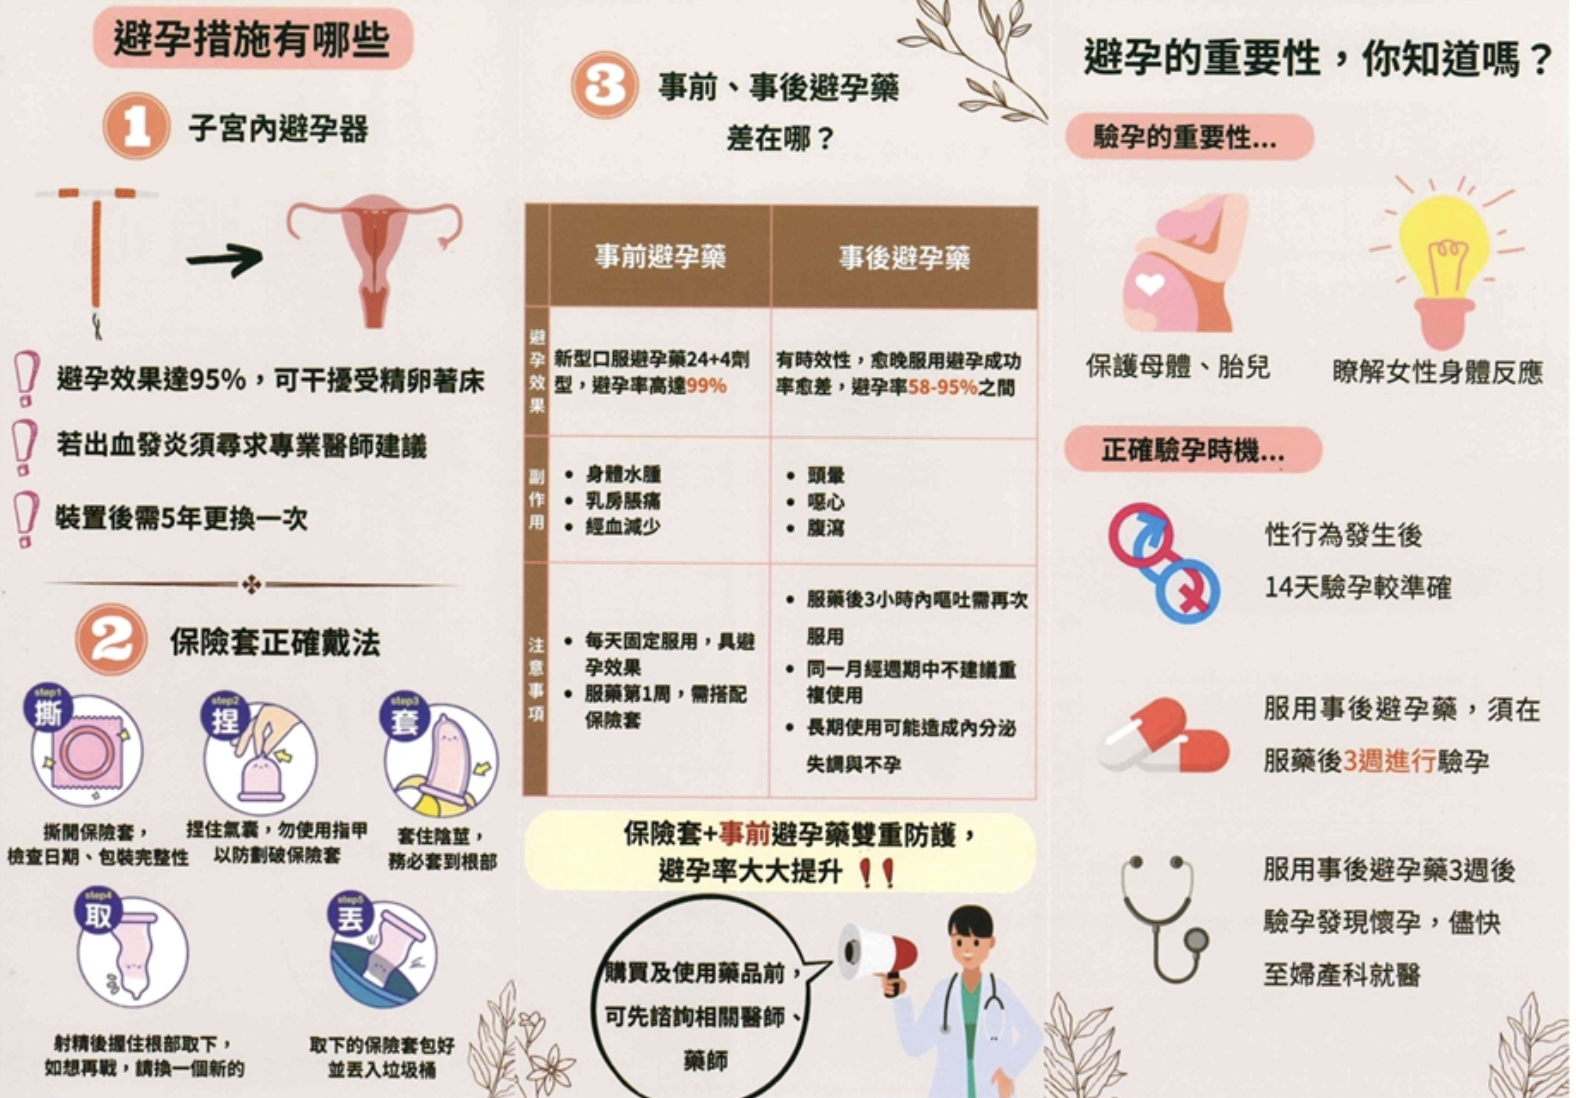 避孕措施有哪些
1 子宮內避孕器
避孕效果達95%，可干擾受精卵著床
若出血發炎須尋求專業醫師建議
裝置後需5年更換一次
2 保險套正確戴法
step1
撕
撕開保險套，
檢查日期、包裝完整性
step2
捏
捏住氣囊，勿使用指甲
以防劃破保險套
step3
套
套住陰莖，
務必套到根部
step4
取
射精後握住根部取下，
如想再戰，請換一個新的
step5
丟
取下的保險套包好
並丟入垃圾桶
3 事前、事後避孕藥
差在哪？
事前避孕藥
事後避孕藥
避孕效果
新型口服避孕藥24+4劑
型，避孕率高達99%
有時效性，愈晚服用避孕成功
率愈差，避孕率58-95%之間
副作用
• 身體水腫
• 乳房脹痛
• 經血減少
• 頭暈
• 噁心
• 腹瀉
注意事項
• 每天固定服用，具避
孕效果
• 服藥第1周，需搭配
保險套
• 服藥後3小時內嘔吐需再次
服用
• 同一月經週期中不建議重
複使用
• 長期使用可能造成內分泌
失調與不孕
保險套+事前避孕藥雙重防護，
避孕率大大提升！！
購買及使用藥品前，
可先諮詢相關醫師、
藥師
避孕的重要性，你知道嗎？
驗孕的重要性...
保護母體、胎兒
瞭解女性身體反應
正確驗孕時機...
性行為發生後
14天驗孕較準確
服用事後避孕藥，須在
服藥後3週進行驗孕
服用事後避孕藥3週後
驗孕發現懷孕，儘快
至婦產科就醫